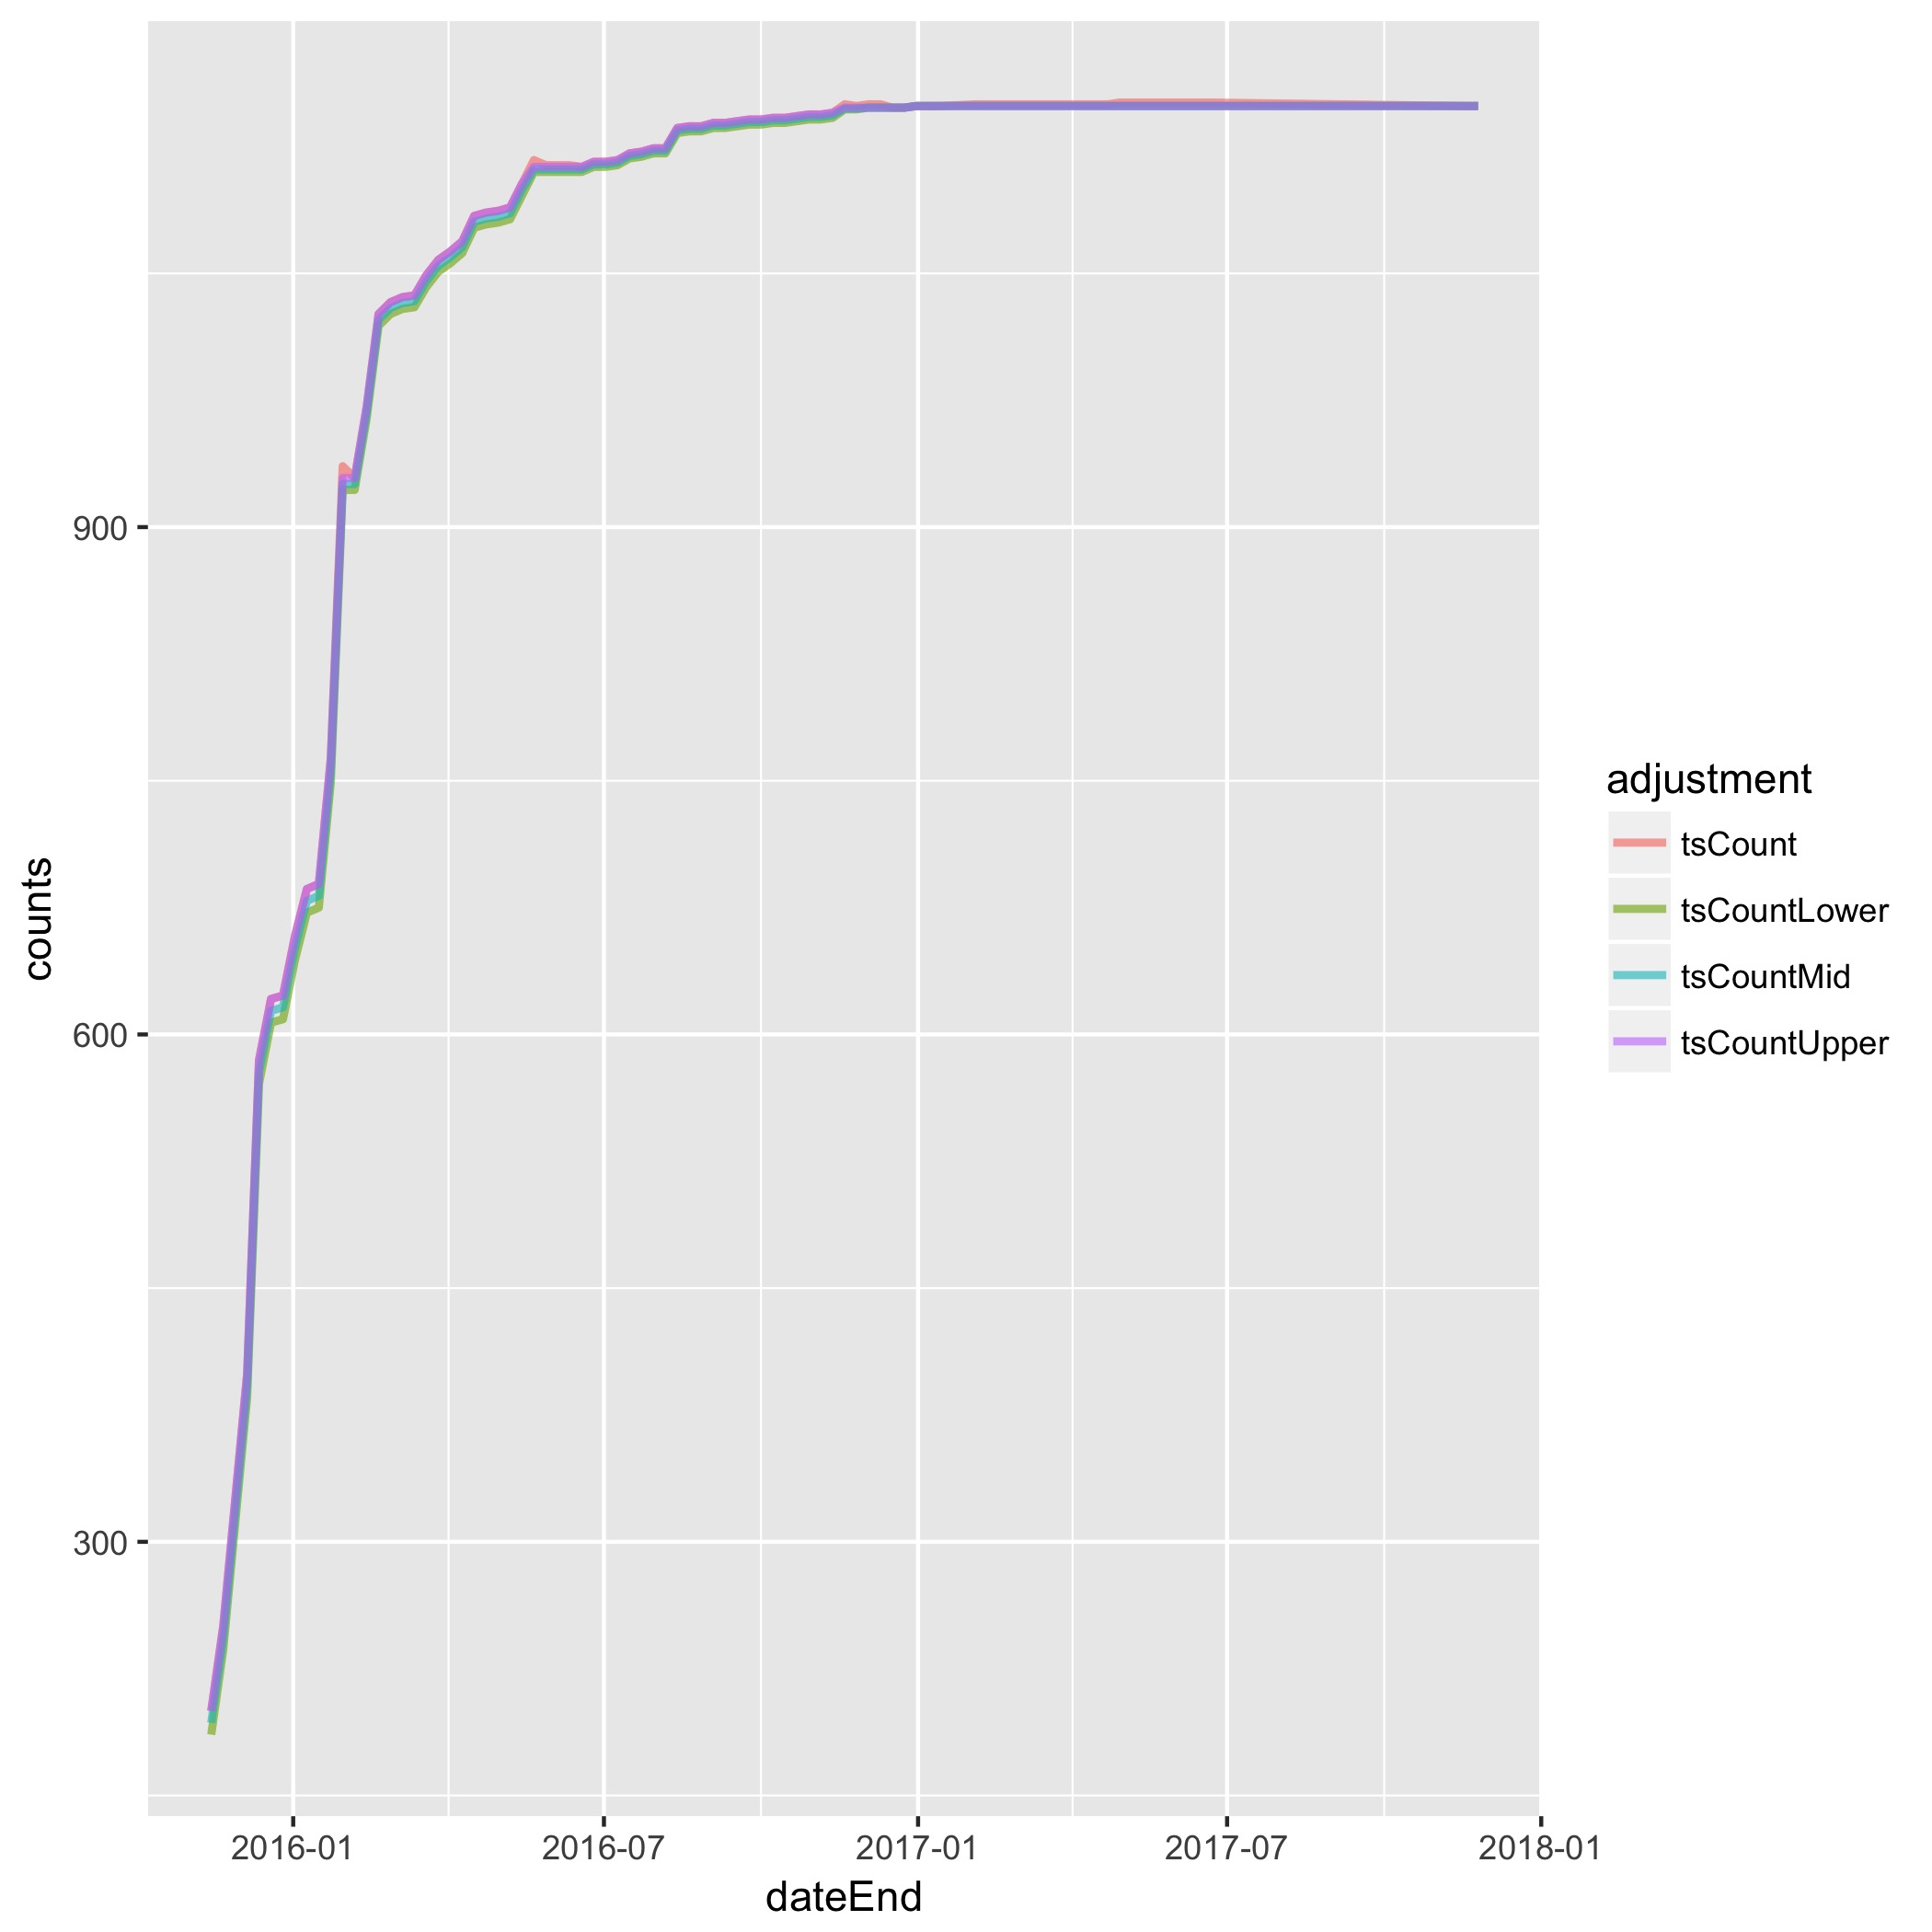 counts
900
600
300
2016-01
2016-07
2017-01
2017-07
2018-01
dateEnd
adjustment
tsCount
tsCountLower
tsCountMid
tsCountUpper